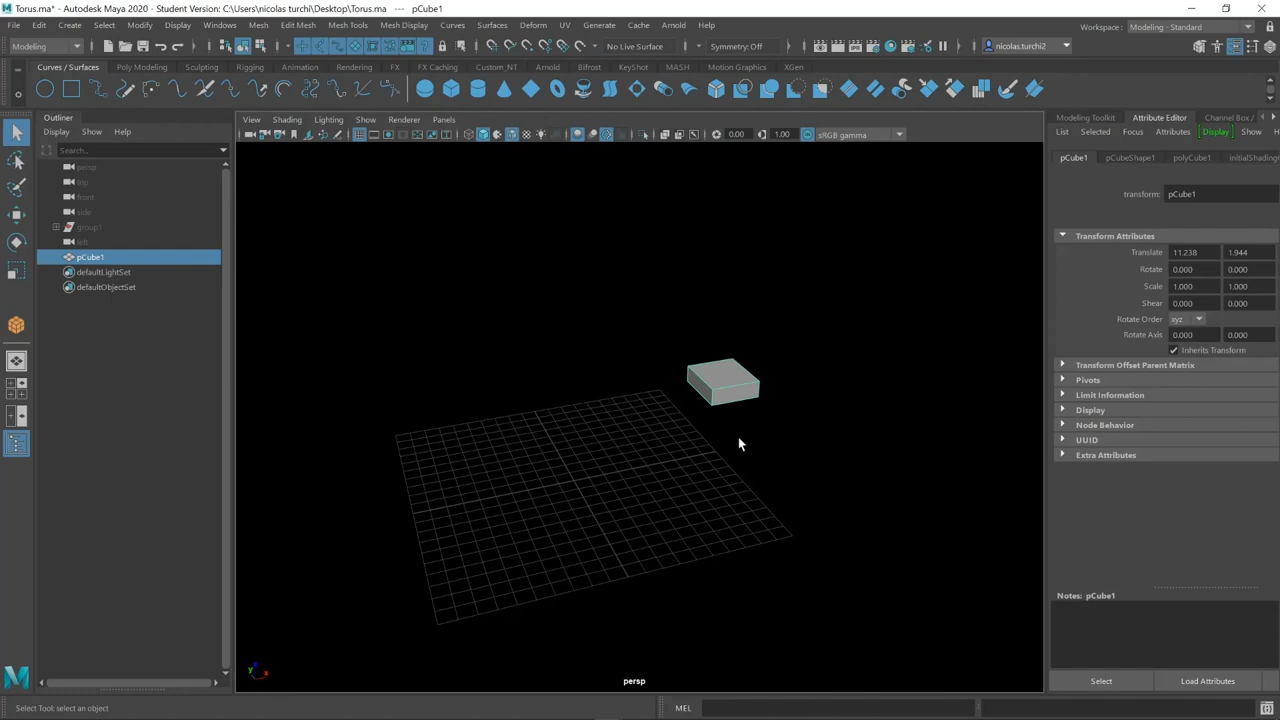 Torus.ma* - Autodesk Maya 2020 - Student Version: C:\Users\nicolas turchi\Desktop\Torus.ma --- pCube1
File Edit Create Select Modify Display Windows Mesh Edit Mesh Mesh Tools Mesh Display Curves Surfaces Deform UV Generate Cache Arnold Help
Workspace: Modeling - Standard
Modeling No Live Surface Symmetry: Off nicolas.turchi2
Curves / Surfaces Poly Modeling Sculpting Rigging Animation Rendering FX FX Caching Custom_NT Arnold Bifrost KeyShot MASH Motion Graphics XGen
Outliner
Display Show Help
Search...
persp
top
front
side
group1
left
pCube1
defaultLightSet
defaultObjectSet
View Shading Lighting Show Renderer Panels
0.00 1.00 sRGB gamma
persp
Modeling Toolkit Attribute Editor Channel Box /
List Selected Focus Attributes Display Show
pCube1 pCubeShape1 polyCube1 initialShading
transform: pCube1
Transform Attributes
Translate 11.238 1.944
Rotate 0.000 0.000
Scale 1.000 1.000
Shear 0.000 0.000
Rotate Order xyz
Rotate Axis 0.000 0.000
Inherits Transform
Transform Offset Parent Matrix
Pivots
Limit Information
Display
Node Behavior
UUID
Extra Attributes
Notes: pCube1
Select Load Attributes
Select Tool: select an object MEL